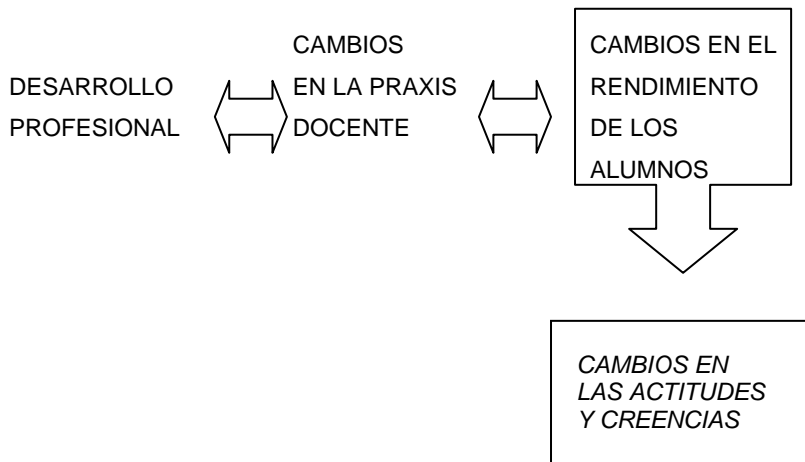 DESARROLLO
PROFESIONAL
CAMBIOS
EN LA PRAXIS
DOCENTE
CAMBIOS EN EL
RENDIMIENTO
DE LOS
ALUMNOS
CAMBIOS EN
LAS ACTITUDES
Y CREENCIAS